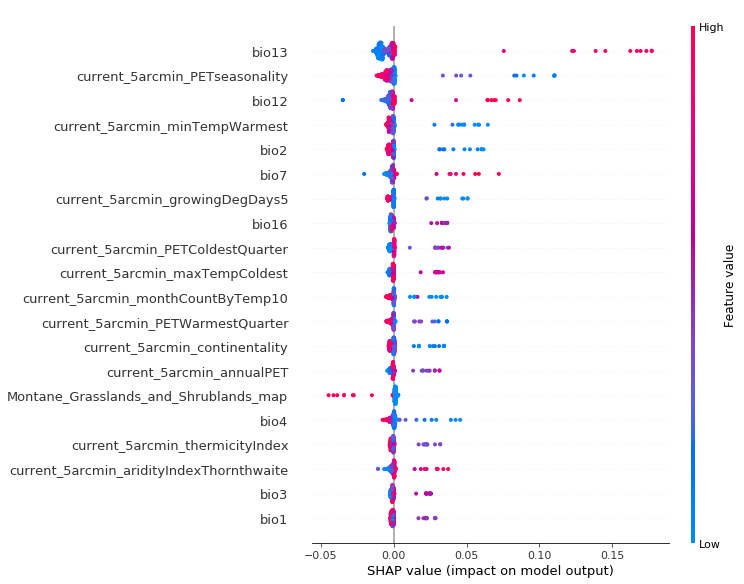 High
bio13
current_5arcmin_PETseasonality
bio12
current_5arcmin_minTempWarmest
bio2
bio7
current_5arcmin_growingDegDays5
bio16
current_5arcmin_PETColdestQuarter
current_5arcmin_maxTempColdest
current_5arcmin_monthCountByTemp10
current_5arcmin_PETWarmestQuarter
current_5arcmin_continentality
current_5arcmin_annualPET
Montane_Grasslands_and_Shrublands_map
bio4
current_5arcmin_thermicityIndex
current_5arcmin_aridityIndexThornthwaite
bio3
bio1
Feature value
Low
−0.05 0.00 0.05 0.10 0.15
SHAP value (impact on model output)